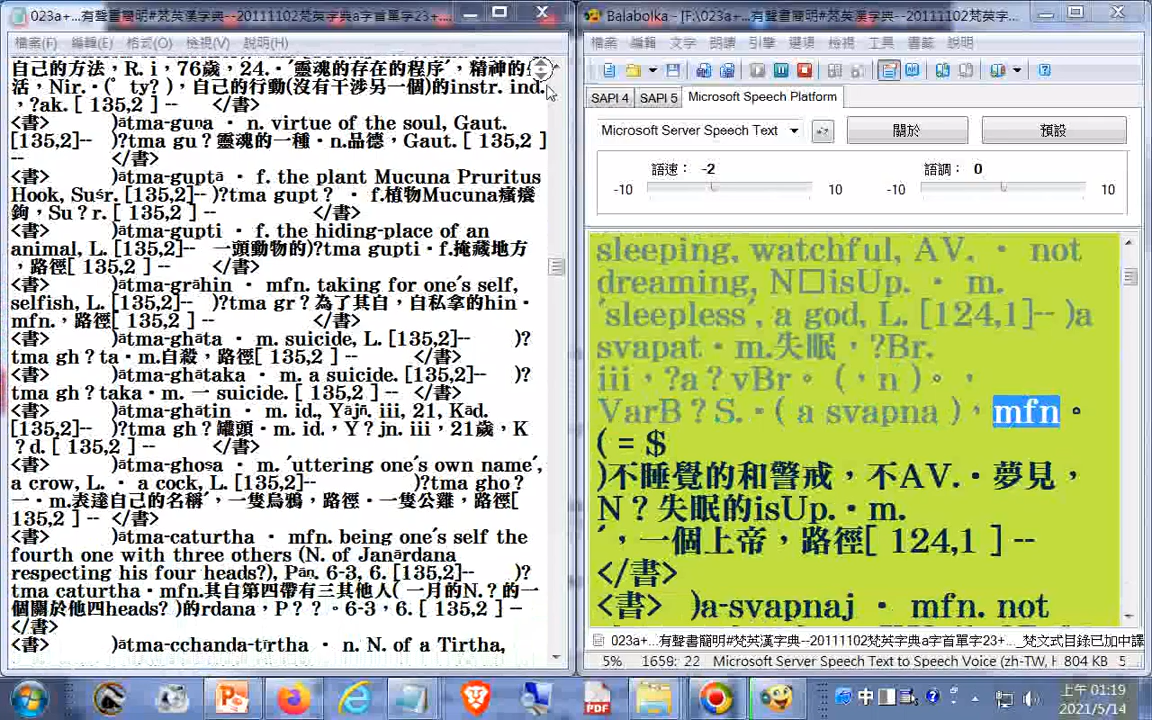 023a+...有聲書簡明#梵英漢字典--20111102梵英字典a字首單字23+...
檔案(F) 編輯(E) 格式(O) 檢視(V) 說明(H)
自己的方法，R. i，76歲，24.‧'靈魂的存在的程序'，精神的生
活，Nir.‧(ˊ ty?)，自己的行動(沒有干涉另一個)的instr. ind.
，?ak. [ 135,2 ] -- </書>
<書> )ātma-guṇa ‧ n. virtue of the soul, Gaut.
[135,2]-- )?tma gu ? 靈魂的一種‧n.品德，Gaut. [ 135,2 ]
-- </書>
<書> )ātma-guptā ‧ f. the plant Mucuna Pruritus
Hook, Suśr. [135,2]-- )?tma gupt ? ‧ f.植物Mucuna瘙癢
鉤，Su ? r. [ 135,2 ] -- </書>
<書> )ātma-gupti ‧ f. the hiding-place of an
animal, L. [135,2]-- 一頭動物的)?tma gupti‧f.掩藏地方
，路徑[ 135,2 ] -- </書>
<書> )ātma-grāhin ‧ mfn. taking for one's self,
selfish, L. [135,2]-- )?tma gr ? 為了其自，自私拿的hin‧
mfn.，路徑[ 135,2 ] -- </書>
<書> )ātma-ghāta ‧ m. suicide, L. [135,2]-- )?
tma gh ? ta‧m.自殺，路徑[ 135,2 ] -- </書>
<書> )ātma-ghātaka ‧ m. a suicide. [135,2]-- )?
tma gh ? taka‧m. 一 suicide. [ 135,2 ] -- </書>
<書> )ātma-ghātin ‧ m. id., Yājñ. iii, 21, Kād.
[135,2]-- )?tma gh ? 罐頭‧m. id.，Y ? jn. iii，21歲，K
? d. [ 135,2 ] -- </書>
<書> )ātma-ghoṣa ‧ m. 'uttering one's own name',
a crow, L. ‧ a cock, L. [135,2]-- )?tma gho ?
一‧m.表達自己的名稱'，一隻烏鴉，路徑‧一隻公雞，路徑[
135,2 ] -- </書>
<書> )ātma-caturtha ‧ mfn. being one's self the
fourth one with three others (N. of Janārdana
respecting his four heads?), Pāṇ. 6-3, 6. [135,2]-- )?
tma caturtha‧mfn.其自第四帶有三其他人( 一月的N. ? 的一
個關於他四heads? )的rdana，P ? ? 。6-3，6. [ 135,2 ] --
</書>
<書> )ātma-cchanda-tīrtha ‧ n. N. of a Tirtha,
Balabolka - [F:\023a+...有聲書簡明#梵英漢字典--20111102梵英字...
檔案 編輯 文字 朗讀 引擎 選項 檢視 工具 書籤 說明
SAPI 4 SAPI 5 Microsoft Speech Platform
Microsoft Server Speech Text 關於 預設
語速： -2 語調： 0
-10 10 -10 10
sleeping, watchful, AV. ‧ not
dreaming, N□isUp. ‧ m.
'sleepless', a god, L. [124,1]-- )a
svapat‧m.失眠，?Br.
iii，?a ? vBr。(，n )。，
VarB ? S.‧( a svapna )，mfn。
( = $
)不睡覺的和警戒，不AV.‧夢見，
N ? 失眠的isUp.‧m.
'，一個上帝，路徑[ 124,1 ] --
</書>
<書> )a-svapnaj ‧ mfn. not
023a+...有聲書簡明#梵英漢字典--20111102梵英字典a字首單字23+..._梵文式目錄已加中譯
5% 1659: 22 Microsoft Server Speech Text to Speech Voice (zh-TW, H 804 KB 5
中
上午 01:19
2021/5/14